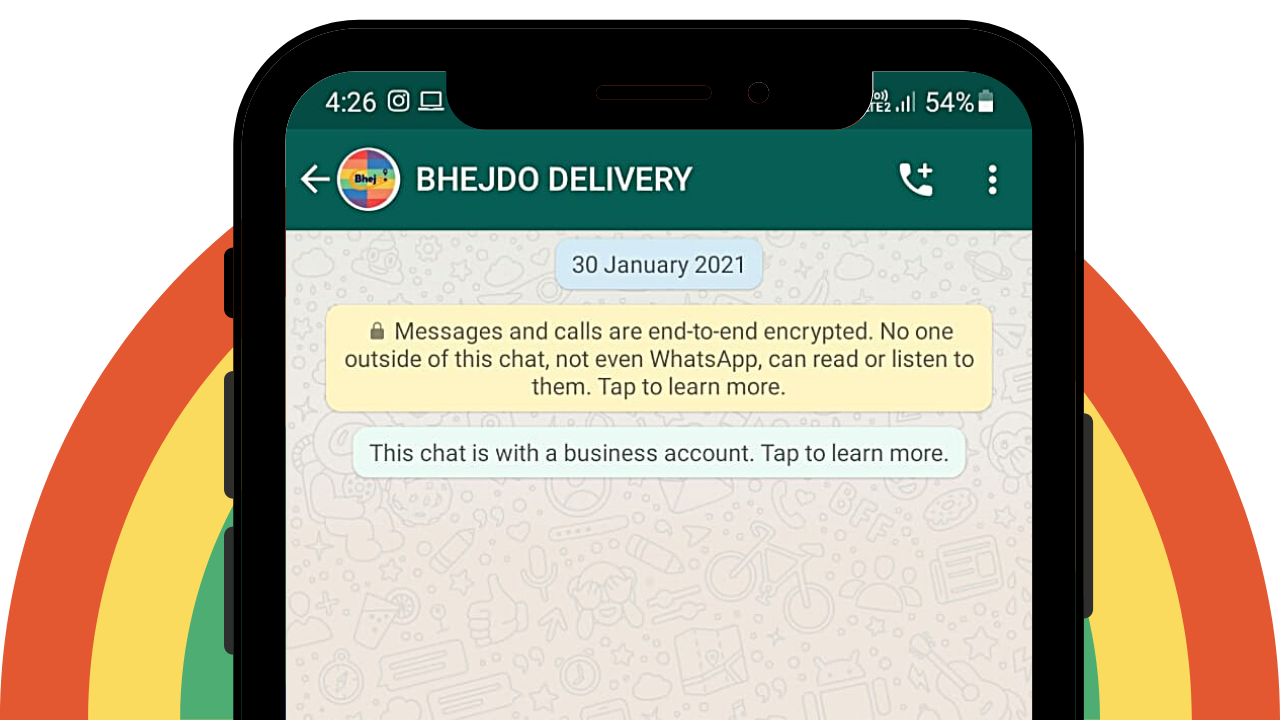 4:26
TE2 54%
Bhej
BHEJDO DELIVERY
30 January 2021
Messages and calls are end-to-end encrypted. No one
outside of this chat, not even WhatsApp, can read or listen to
them. Tap to learn more.
This chat is with a business account. Tap to learn more.
BFF